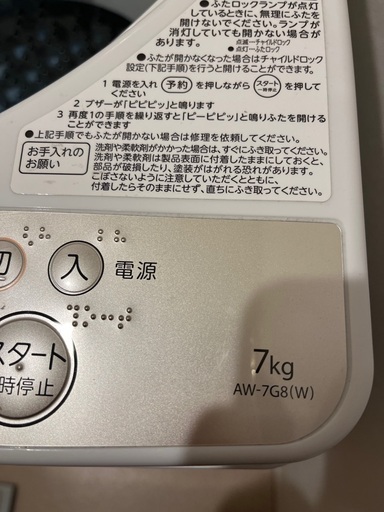 ●ふたロックランプが点灯
しているときに、無理にふたを
開けないでください。ランプが
消灯していても開かない場合が
あります。
点滅→チャイルドロック
点灯→ふたロック
●ふたが開かなくなった場合はチャイルドロック
設定(下記手順)を行うと開けることができます。
1 電源を入れ 予約 を押しながら スタート 一時停止 を押して
ください
2 ブザーが「ピピピッ」と鳴ります
3 再度1の手順を繰り返すと「ピーピピッ」と鳴りふたを開ける
ことができます
●上記手順でもふたが開かない場合は修理を依頼してください。
お手入れの
お願い
洗剤や柔軟剤がかかった場合は、すぐにふき取ってください。
洗剤や柔軟剤は製品表面に付着したままにしておくと、
部品が破損したり、塗装がはがれる恐れがあります。
こぼさないように注意していただくとともに、
付着したらそのままにせず、直ちにふき取ってください。
切
入 電源
スタート
時停止
7kg
AW-7G8(W)